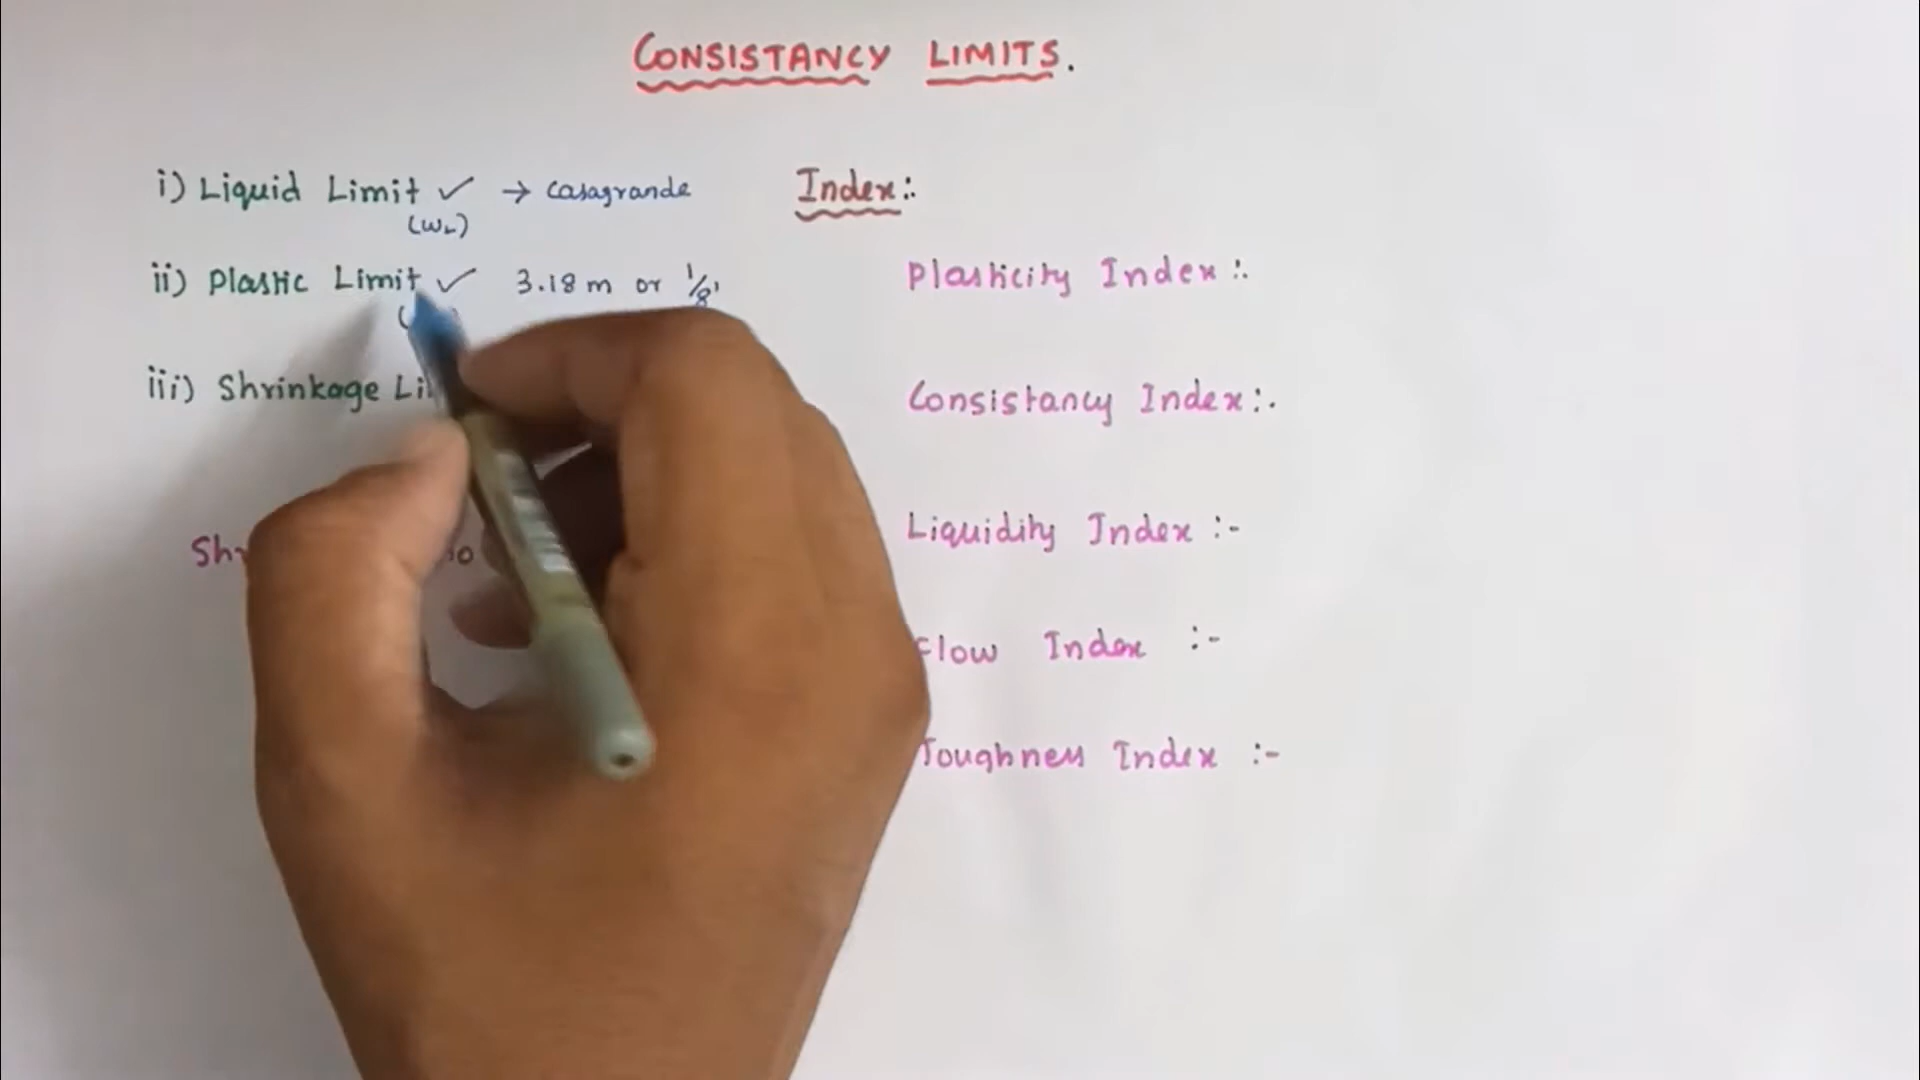 CONSISTANCY LIMITS.
i) Liquid Limit ✓ → Casagrande
(wL)
ii) Plastic Limit ✓ 3.18 m or 1/8'
iii) Shrinkage
Index:
Plasticity Index :.
Consistancy Index :.
Liquidity Index :-
Flow Index :-
Toughness Index :-